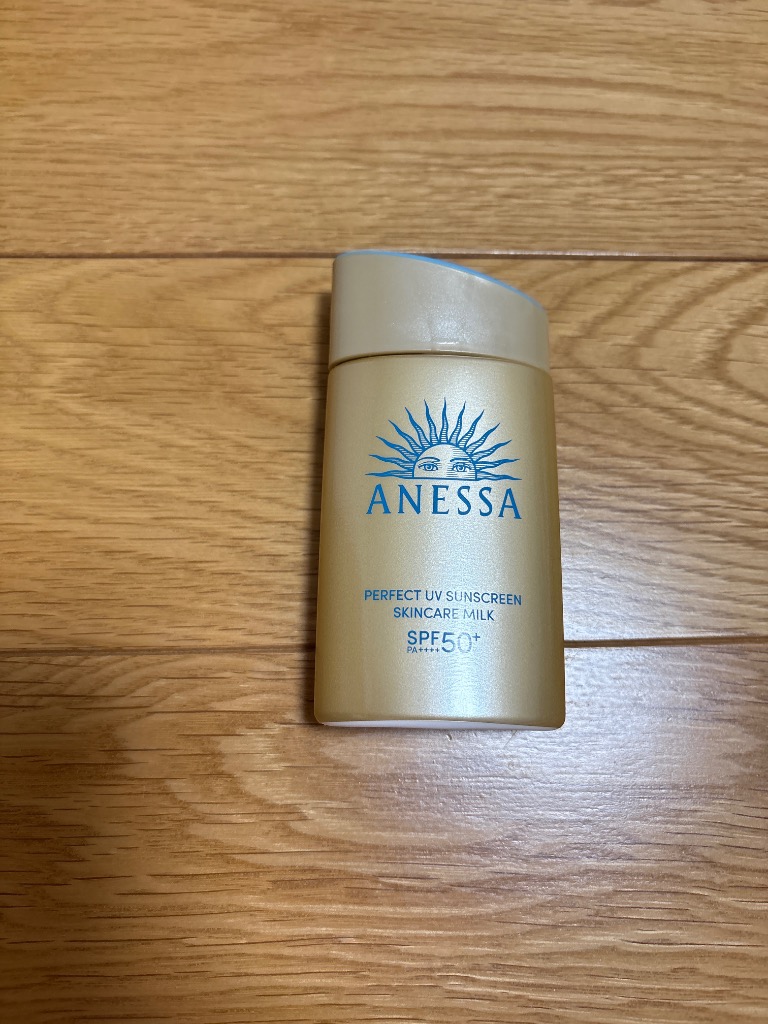 ANESSA
PERFECT UV SUNSCREEN
SKINCARE MILK
SPF50+
PA++++